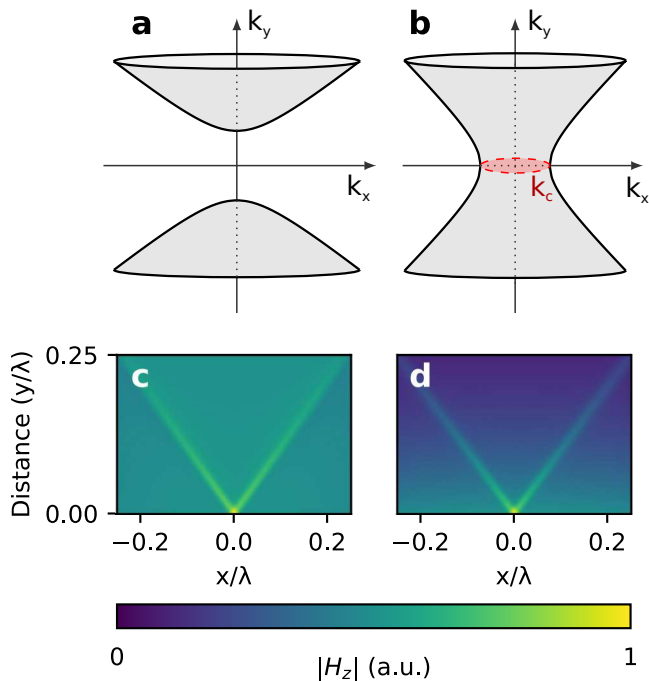 a
k_y
k_x
b
k_y
k_x
k_c
Distance (y/λ)
0.25
0.00
c
−0.2
0.0
0.2
x/λ
d
−0.2
0.0
0.2
x/λ
0
1
|H_z| (a.u.)